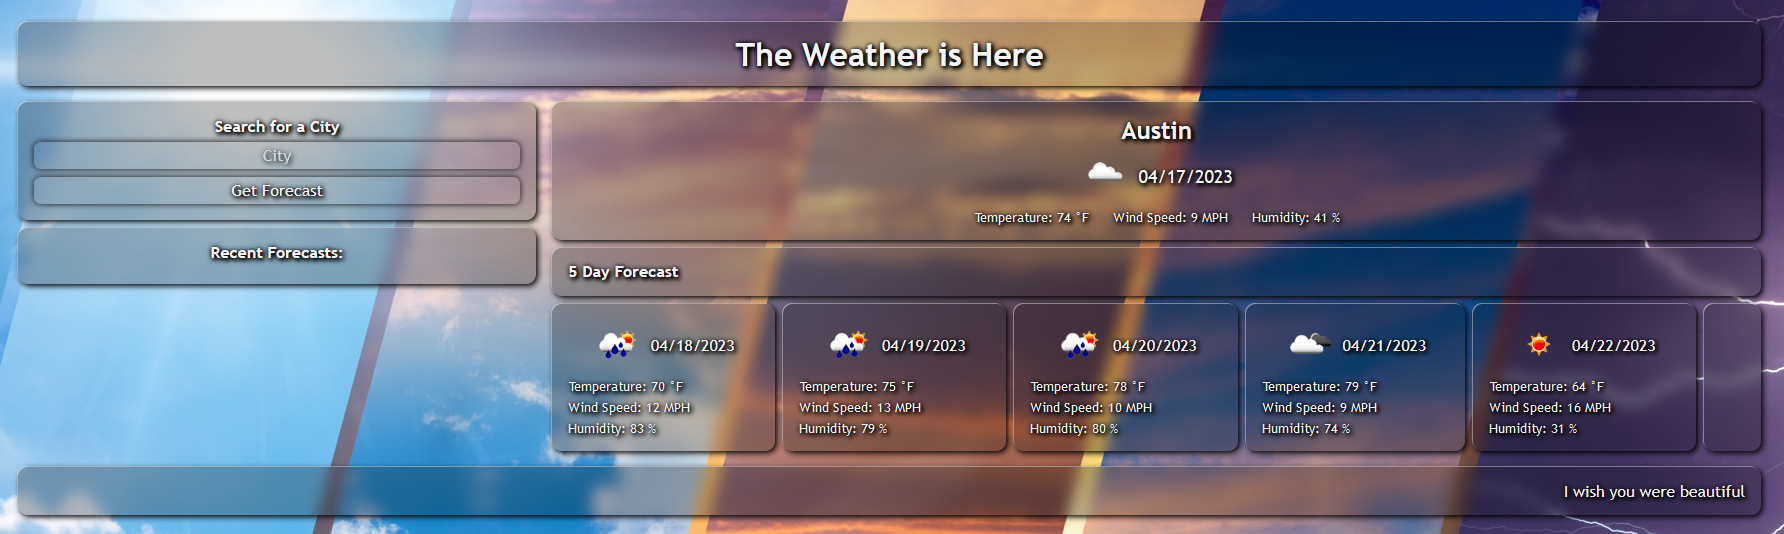 The Weather is Here
Search for a City
City
Get Forecast
Recent Forecasts:
Austin
04/17/2023
Temperature: 74 °F Wind Speed: 9 MPH Humidity: 41 %
5 Day Forecast
04/18/2023
Temperature: 70 °F
Wind Speed: 12 MPH
Humidity: 83 %
04/19/2023
Temperature: 75 °F
Wind Speed: 13 MPH
Humidity: 79 %
04/20/2023
Temperature: 78 °F
Wind Speed: 10 MPH
Humidity: 80 %
04/21/2023
Temperature: 79 °F
Wind Speed: 9 MPH
Humidity: 74 %
04/22/2023
Temperature: 64 °F
Wind Speed: 16 MPH
Humidity: 31 %
I wish you were beautiful